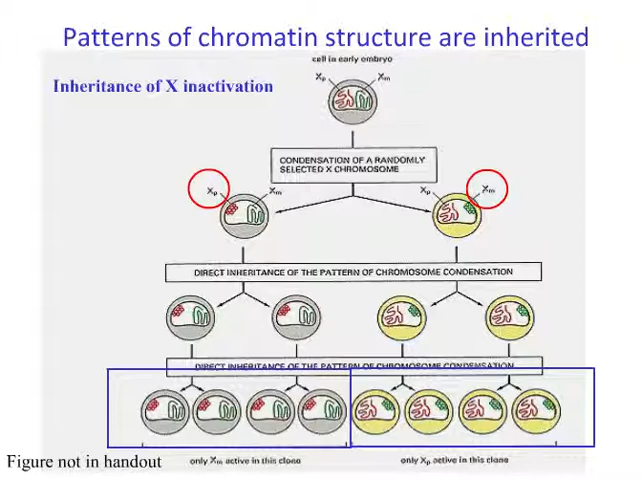 Patterns of chromatin structure are inherited
cell in early embryo
Inheritance of X inactivation
Xp Xm
CONDENSATION OF A RANDOMLY
SELECTED X CHROMOSOME
Xp Xm Xp Xm
DIRECT INHERITANCE OF THE PATTERN OF CHROMOSOME CONDENSATION
DIRECT INHERITANCE OF THE PATTERN OF CHROMOSOME CONDENSATION
Figure not in handout
only Xm active in this clone only Xp active in this clone